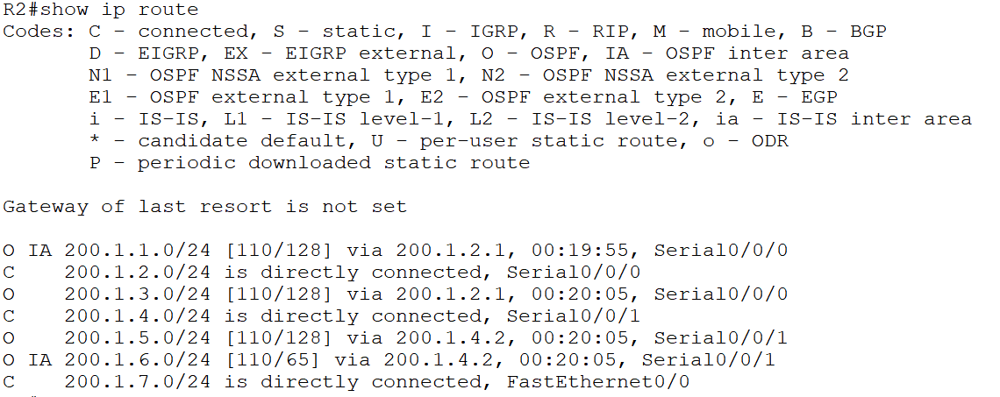 R2#show ip route
Codes: C - connected, S - static, I - IGRP, R - RIP, M - mobile, B - BGP
       D - EIGRP, EX - EIGRP external, O - OSPF, IA - OSPF inter area
       N1 - OSPF NSSA external type 1, N2 - OSPF NSSA external type 2
       E1 - OSPF external type 1, E2 - OSPF external type 2, E - EGP
       i - IS-IS, L1 - IS-IS level-1, L2 - IS-IS level-2, ia - IS-IS inter area
       * - candidate default, U - per-user static route, o - ODR
       P - periodic downloaded static route
Gateway of last resort is not set
O IA 200.1.1.0/24 [110/128] via 200.1.2.1, 00:19:55, Serial0/0/0
C    200.1.2.0/24 is directly connected, Serial0/0/0
O    200.1.3.0/24 [110/128] via 200.1.2.1, 00:20:05, Serial0/0/0
C    200.1.4.0/24 is directly connected, Serial0/0/1
O    200.1.5.0/24 [110/128] via 200.1.4.2, 00:20:05, Serial0/0/1
O IA 200.1.6.0/24 [110/65] via 200.1.4.2, 00:20:05, Serial0/0/1
C    200.1.7.0/24 is directly connected, FastEthernet0/0